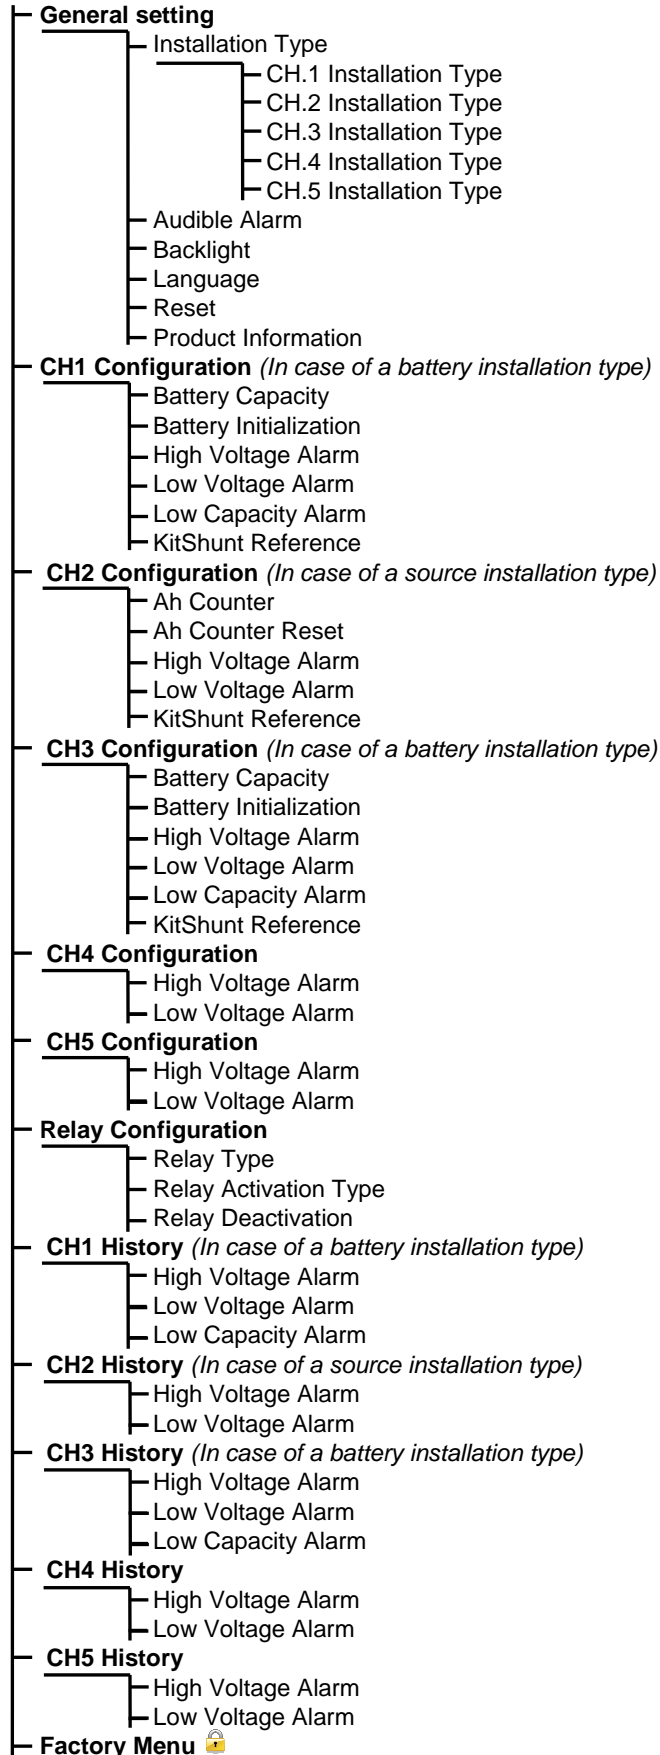 General setting
Installation Type
CH.1 Installation Type
CH.2 Installation Type
CH.3 Installation Type
CH.4 Installation Type
CH.5 Installation Type
Audible Alarm
Backlight
Language
Reset
Product Information
CH1 Configuration (In case of a battery installation type)
Battery Capacity
Battery Initialization
High Voltage Alarm
Low Voltage Alarm
Low Capacity Alarm
KitShunt Reference
CH2 Configuration (In case of a source installation type)
Ah Counter
Ah Counter Reset
High Voltage Alarm
Low Voltage Alarm
KitShunt Reference
CH3 Configuration (In case of a battery installation type)
Battery Capacity
Battery Initialization
High Voltage Alarm
Low Voltage Alarm
Low Capacity Alarm
KitShunt Reference
CH4 Configuration
High Voltage Alarm
Low Voltage Alarm
CH5 Configuration
High Voltage Alarm
Low Voltage Alarm
Relay Configuration
Relay Type
Relay Activation Type
Relay Deactivation
CH1 History (In case of a battery installation type)
High Voltage Alarm
Low Voltage Alarm
Low Capacity Alarm
CH2 History (In case of a source installation type)
High Voltage Alarm
Low Voltage Alarm
CH3 History (In case of a battery installation type)
High Voltage Alarm
Low Voltage Alarm
Low Capacity Alarm
CH4 History
High Voltage Alarm
Low Voltage Alarm
CH5 History
High Voltage Alarm
Low Voltage Alarm
Factory Menu